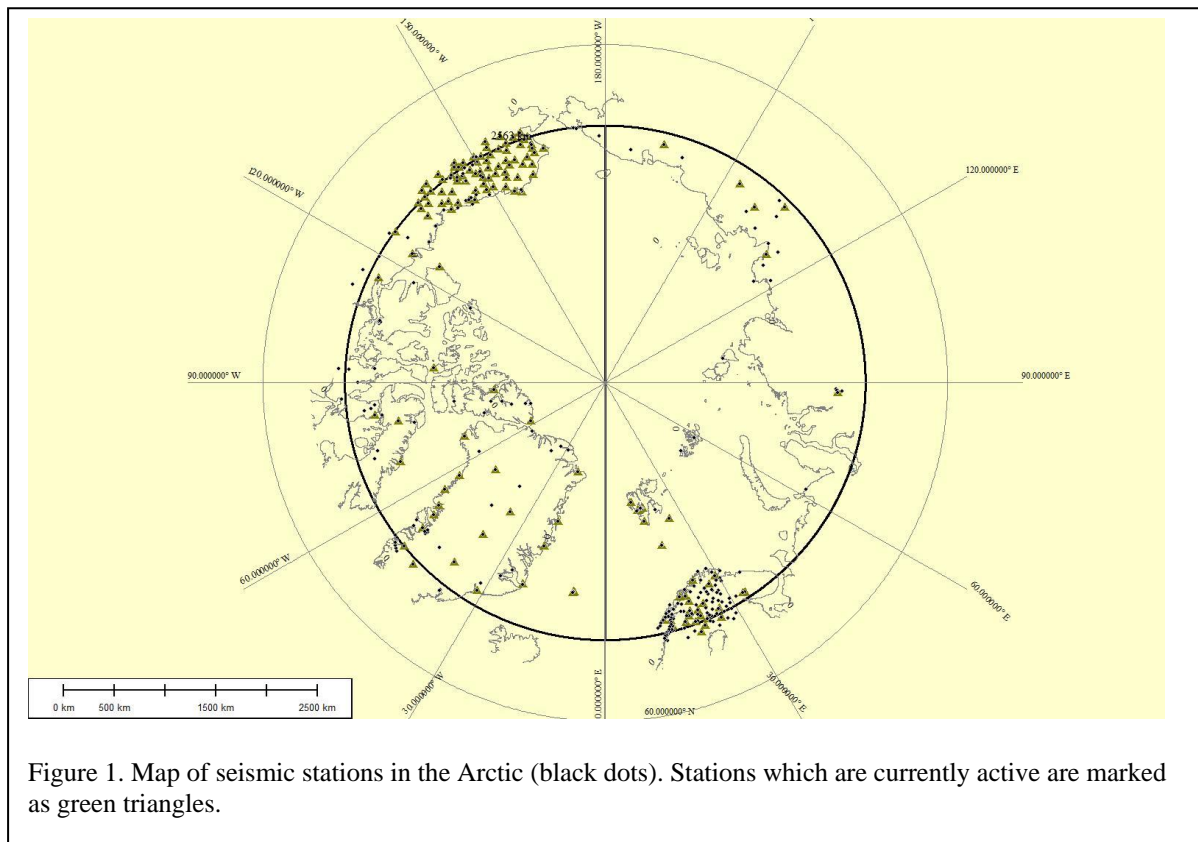 150.000000° W
180.000000° W
2563 km
120.000000° W
120.000000° E
90.000000° W
90.000000° E
60.000000° W
60.000000° E
30.000000° W
0.000000° E
30.000000° E
60.000000° N
0 km 500 km 1500 km 2500 km
Figure 1. Map of seismic stations in the Arctic (black dots). Stations which are currently active are marked
as green triangles.